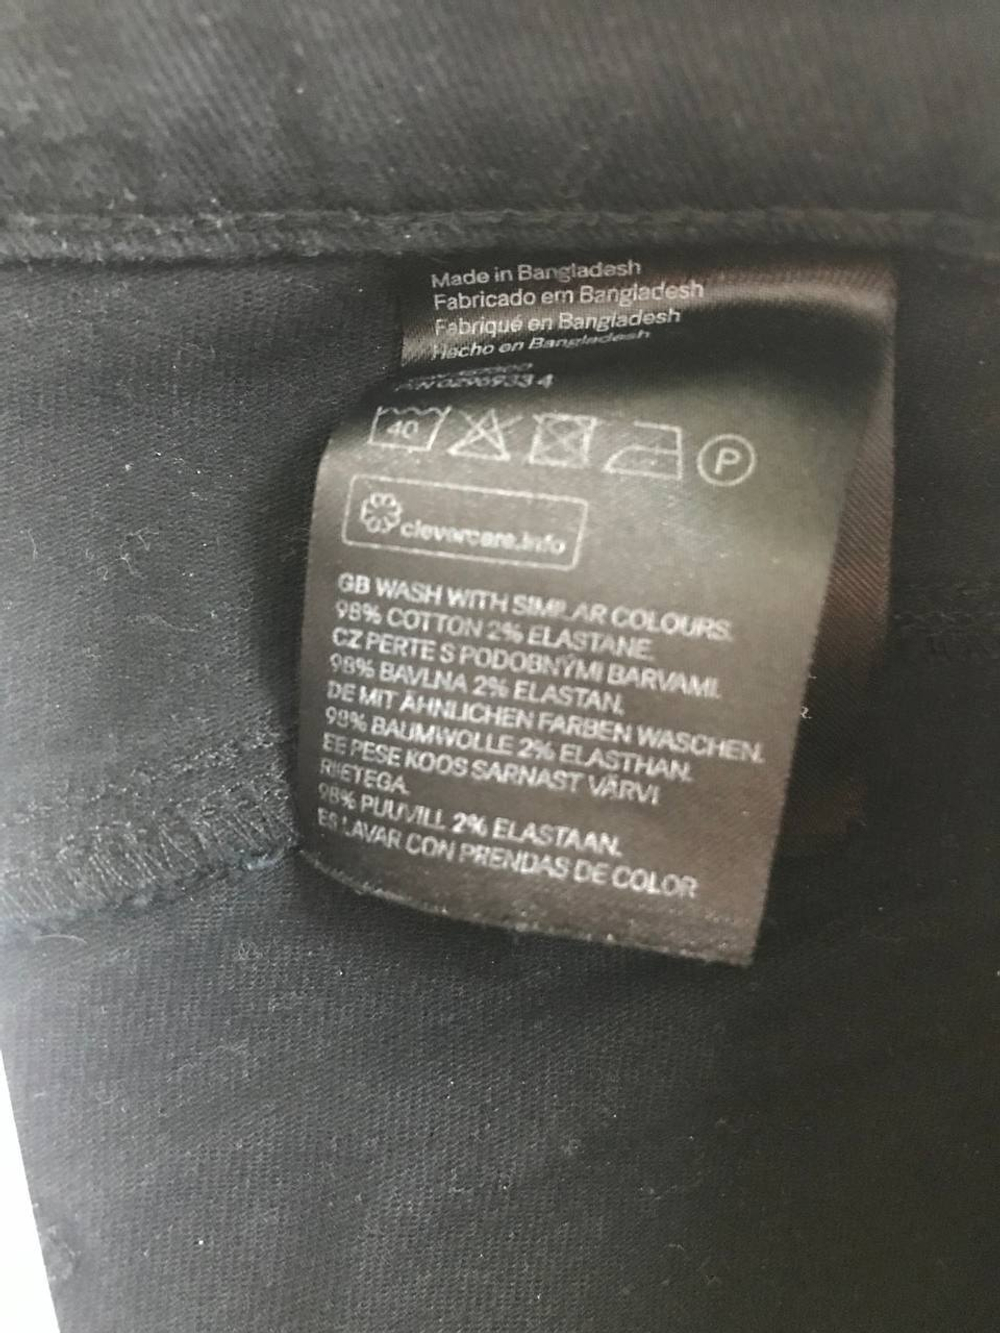 Made in Bangladesh
Fabricado em Bangladesh
Fabriqué en Bangladesh
Hecho en Bangladesh
40
P
clevercare.info
GB WASH WITH SIMILAR COLOURS.
98% COTTON 2% ELASTANE
CZ PERTE S PODOBNÝMI BARVAMI.
98% BAVLNA 2% ELASTAN.
DE MIT ÄHNLICHEN FARBEN WASCHEN.
98% BAUMWOLLE 2% ELASTHAN.
EE PESE KOOS SARNAST VÄRVI
RIIETEGA.
98% PUUVILL 2% ELASTAAN.
ES LAVAR CON PRENDAS DE COLOR